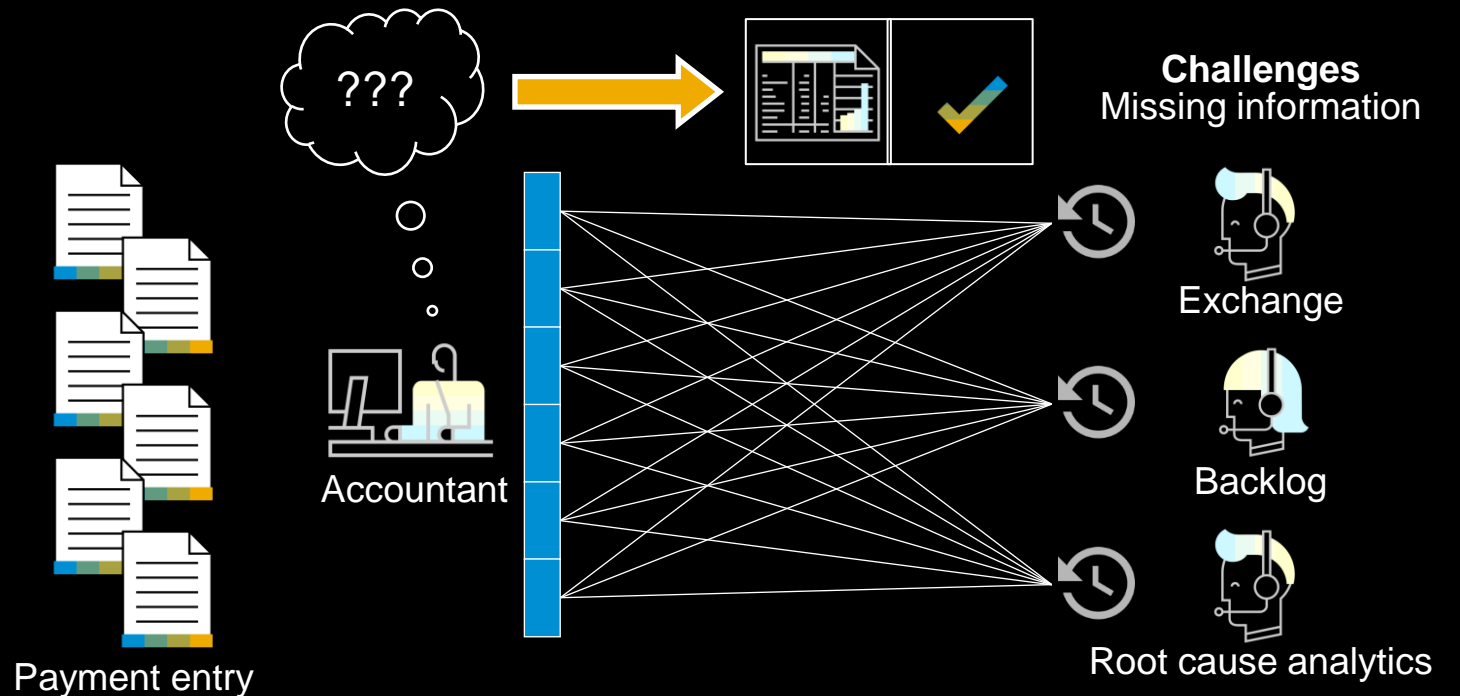 ???
Challenges
Missing information
Exchange
Accountant
Backlog
Root cause analytics
Payment entry